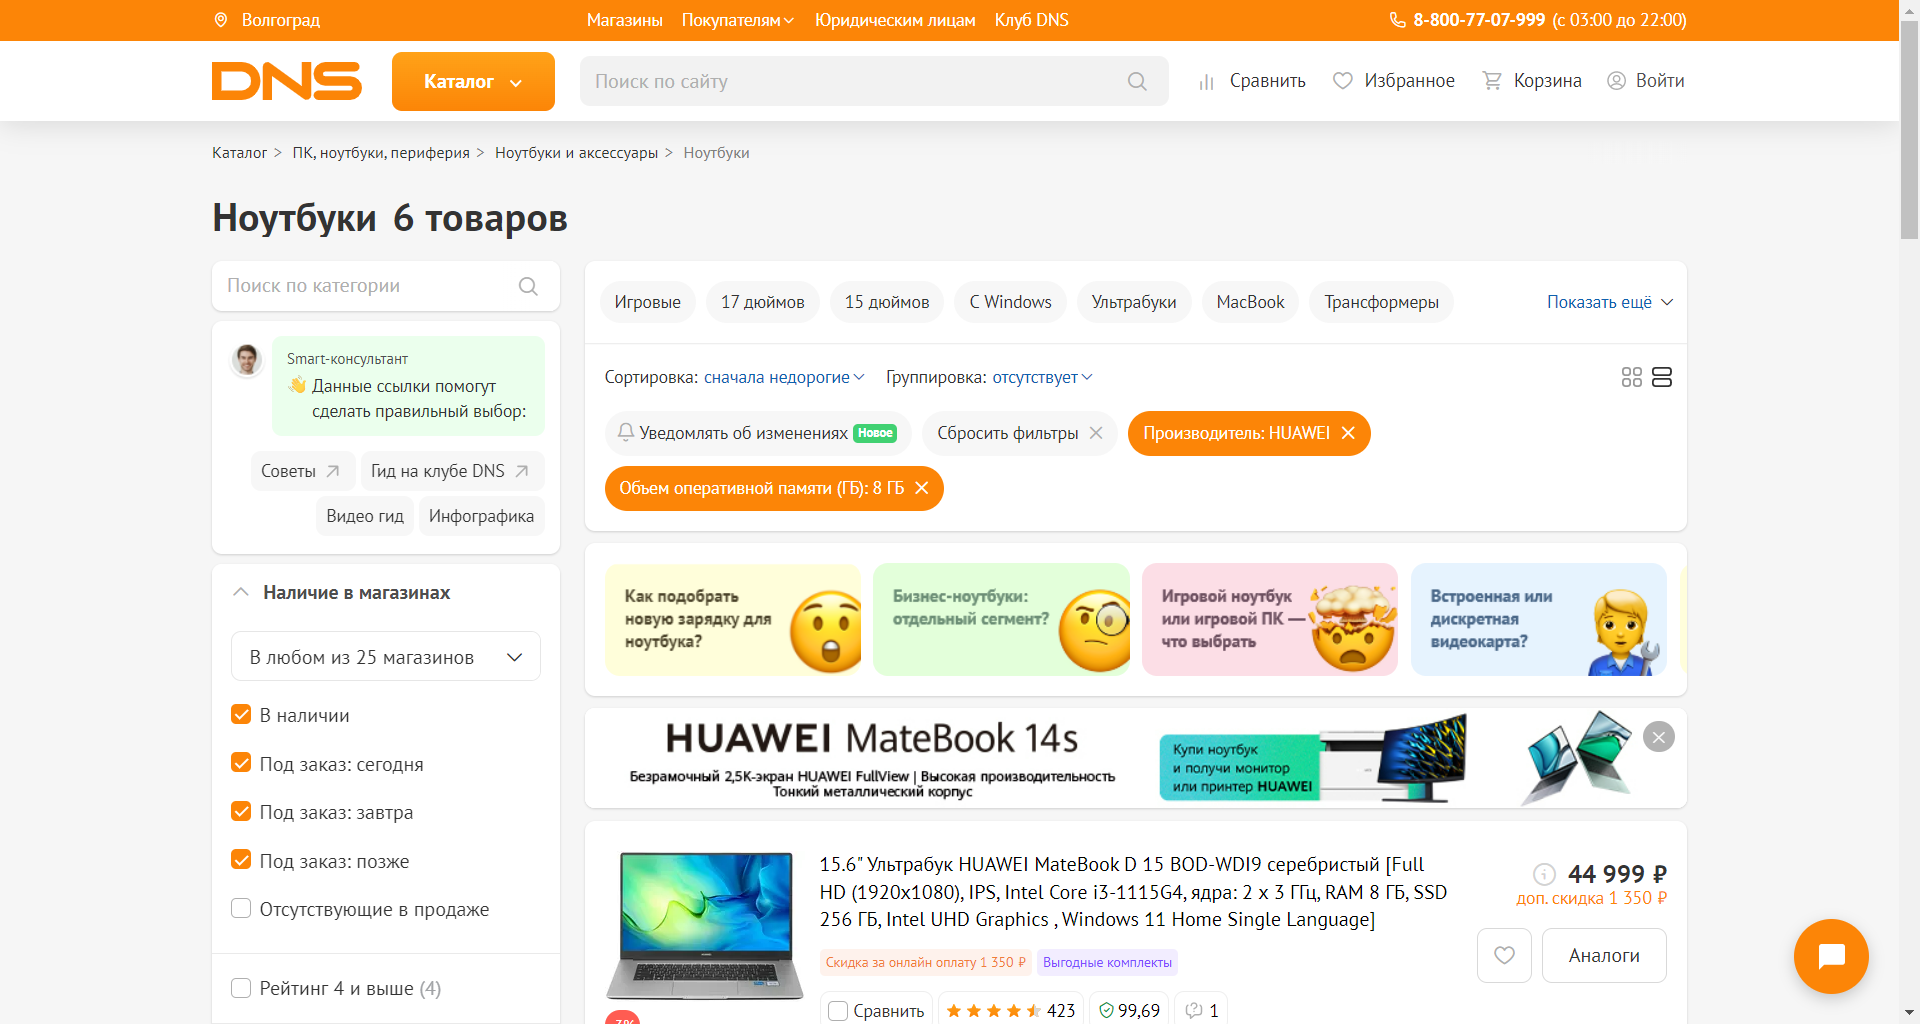 Волгоград
Магазины Покупателям Юридическим лицам Клуб DNS
8-800-77-07-999 (с 03:00 до 22:00)
DNS
Каталог
Поиск по сайту
Сравнить Избранное Корзина Войти
Каталог > ПК, ноутбуки, периферия > Ноутбуки и аксессуары > Ноутбуки
Ноутбуки 6 товаров
Поиск по категории
Smart-консультант
Данные ссылки помогут
сделать правильный выбор:
Советы Гид на клубе DNS
Видео гид Инфографика
Наличие в магазинах
В любом из 25 магазинов
В наличии
Под заказ: сегодня
Под заказ: завтра
Под заказ: позже
Отсутствующие в продаже
Рейтинг 4 и выше (4)
Игровые 17 дюймов 15 дюймов С Windows Ультрабуки MacBook Трансформеры Показать ещё
Сортировка: сначала недорогие Группировка: отсутствует
Уведомлять об изменениях Новое Сбросить фильтры Производитель: HUAWEI
Объем оперативной памяти (ГБ): 8 ГБ
Как подобрать
новую зарядку для
ноутбука?
Бизнес-ноутбуки:
отдельный сегмент?
Игровой ноутбук
или игровой ПК —
что выбрать
Встроенная или
дискретная
видеокарта?
HUAWEI MateBook 14s
Безрамочный 2,5K-экран HUAWEI FullView | Высокая производительность
Тонкий металлический корпус
Купи ноутбук
и получи монитор
или принтер HUAWEI
15.6" Ультрабук HUAWEI MateBook D 15 BOD-WDI9 серебристый [Full
HD (1920x1080), IPS, Intel Core i3-1115G4, ядра: 2 х 3 ГГц, RAM 8 ГБ, SSD
256 ГБ, Intel UHD Graphics , Windows 11 Home Single Language]
Скидка за онлайн оплату 1 350 ₽ Выгодные комплекты
Сравнить 423 99,69 1
44 999 ₽
доп. скидка 1 350 ₽
Аналоги